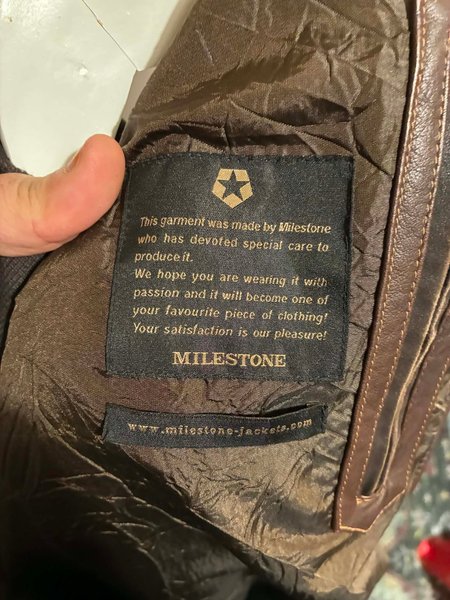 This garment was made by Milestone
who has devoted special care to
produce it.
We hope you are wearing it with
passion and it will become one of
your favourite piece of clothing!
Your satisfaction is our pleasure!
MILESTONE
www.milestone-jackets.com